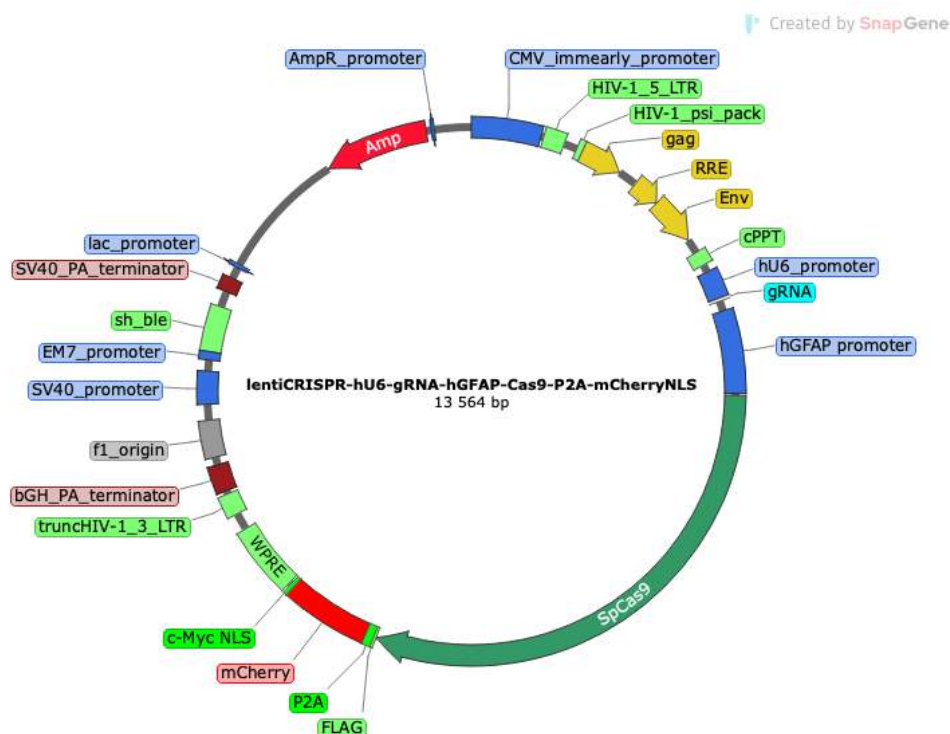 Created by SnapGene
AmpR_promoter
CMV_immearly_promoter
HIV-1_5_LTR
HIV-1_psi_pack
gag
RRE
Env
cPPT
hU6_promoter
gRNA
hGFAP promoter
Amp
lac_promoter
SV40_PA_terminator
sh_ble
EM7_promoter
SV40_promoter
f1_origin
bGH_PA_terminator
truncHIV-1_3_LTR
WPRE
c-Myc NLS
mCherry
P2A
FLAG
SpCas9
lentiCRISPR-hU6-gRNA-hGFAP-Cas9-P2A-mCherryNLS
13 564 bp